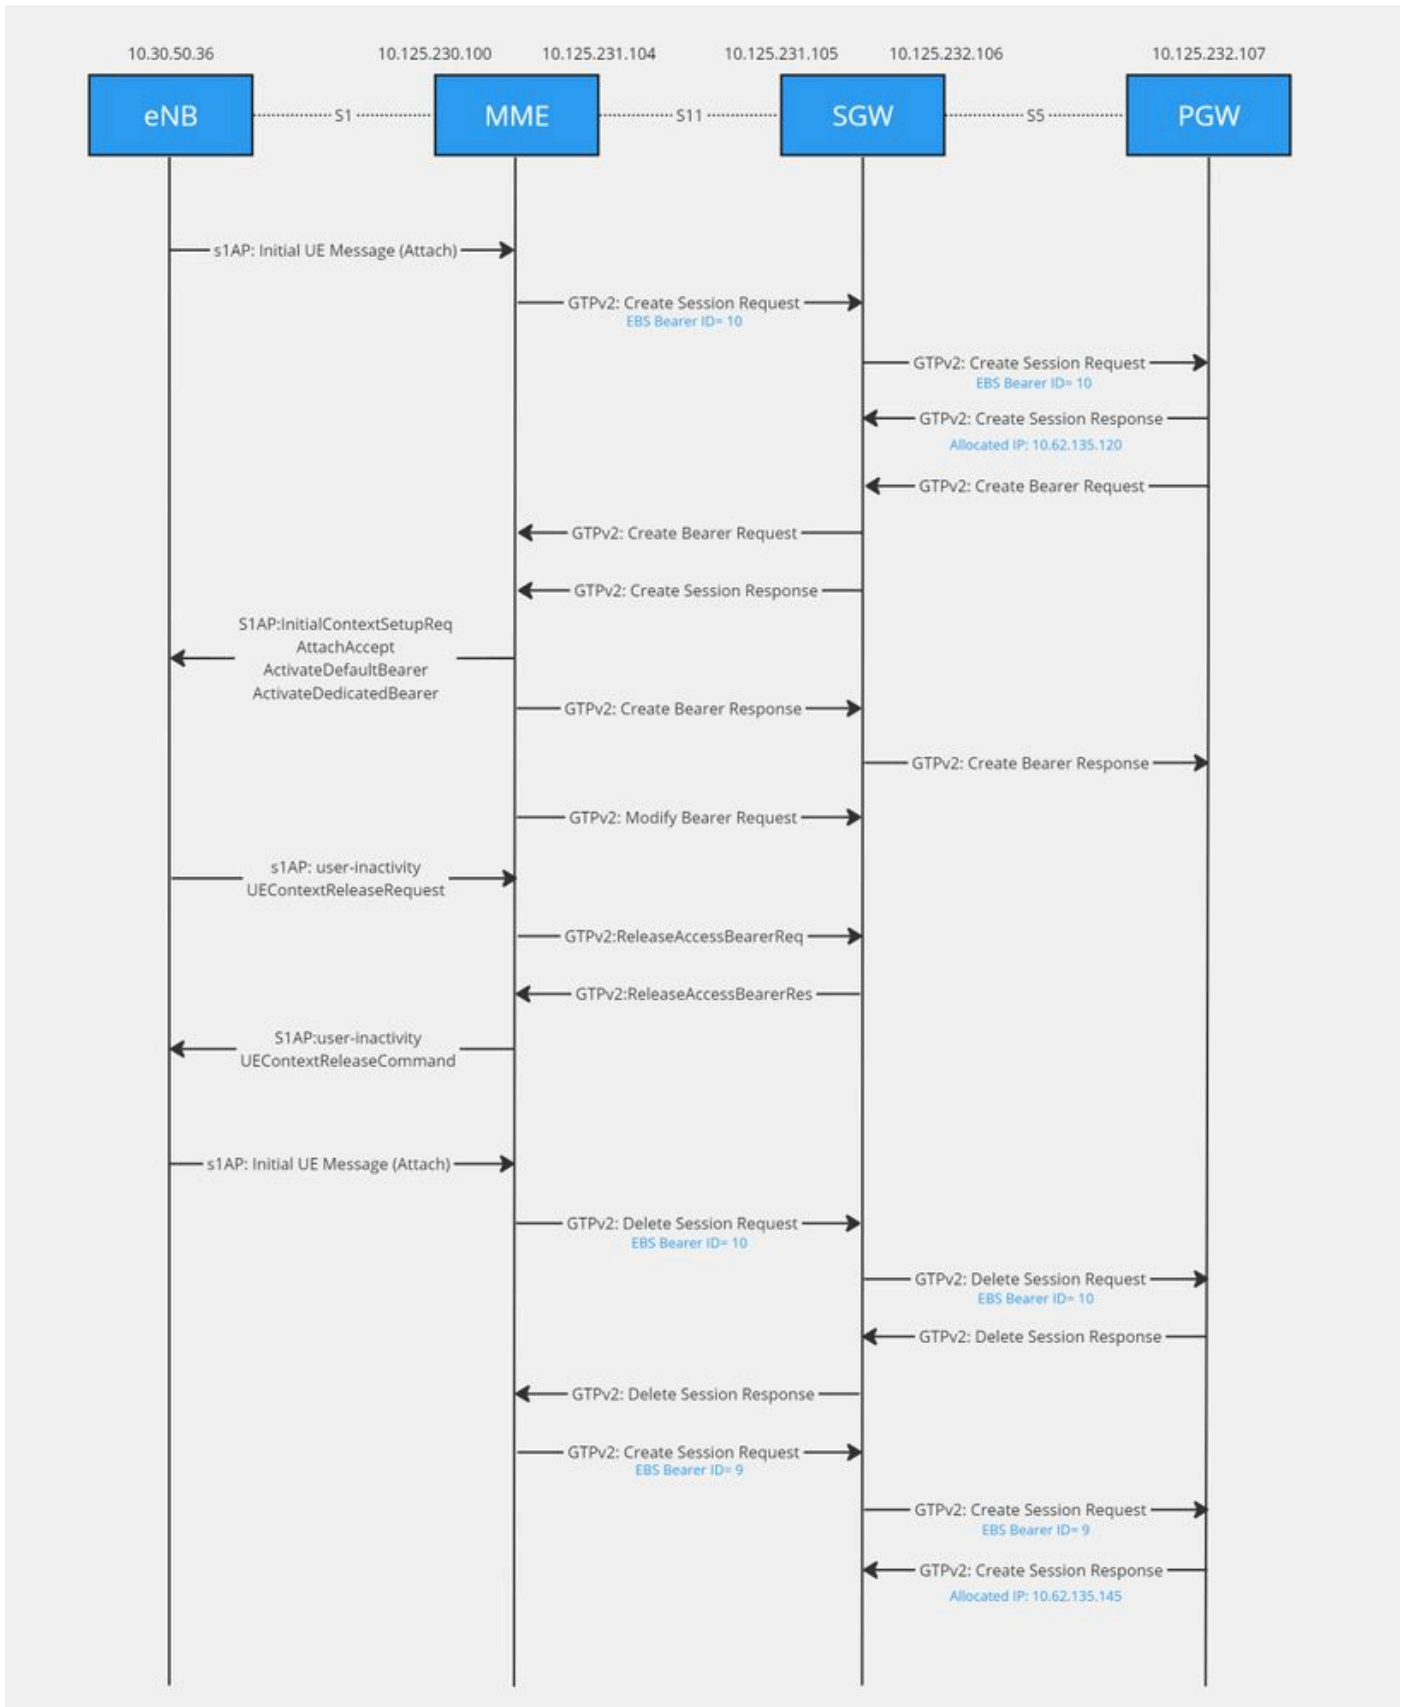 10.30.50.36
10.125.230.100
10.125.231.104
10.125.231.105
10.125.232.106
10.125.232.107
eNB
S1
MME
S11
SGW
S5
PGW
s1AP: Initial UE Message (Attach)
GTPv2: Create Session Request
EBS Bearer ID= 10
GTPv2: Create Session Request
EBS Bearer ID= 10
GTPv2: Create Session Response
Allocated IP: 10.62.135.120
GTPv2: Create Bearer Request
GTPv2: Create Bearer Request
GTPv2: Create Session Response
S1AP:InitialContextSetupReq
AttachAccept
ActivateDefaultBearer
ActivateDedicatedBearer
GTPv2: Create Bearer Response
GTPv2: Create Bearer Response
GTPv2: Modify Bearer Request
s1AP: user-inactivity
UEContextReleaseRequest
GTPv2:ReleaseAccessBearerReq
GTPv2:ReleaseAccessBearerRes
S1AP:user-inactivity
UEContextReleaseCommand
s1AP: Initial UE Message (Attach)
GTPv2: Delete Session Request
EBS Bearer ID= 10
GTPv2: Delete Session Request
EBS Bearer ID= 10
GTPv2: Delete Session Response
GTPv2: Delete Session Response
GTPv2: Create Session Request
EBS Bearer ID= 9
GTPv2: Create Session Request
EBS Bearer ID= 9
GTPv2: Create Session Response
Allocated IP: 10.62.135.145